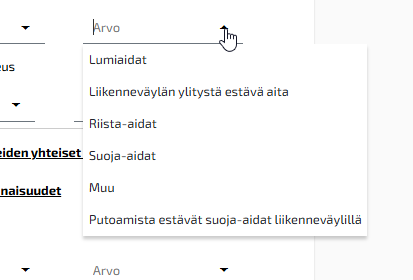 Arvo
Lumiaidat
eus
Liikenneväylän ylitystä estävä aita
Riista-aidat
eiden yhteiset
Suoja-aidat
naisuudet
Muu
Putoamista estävät suoja-aidat liikenneväylillä
Arvo